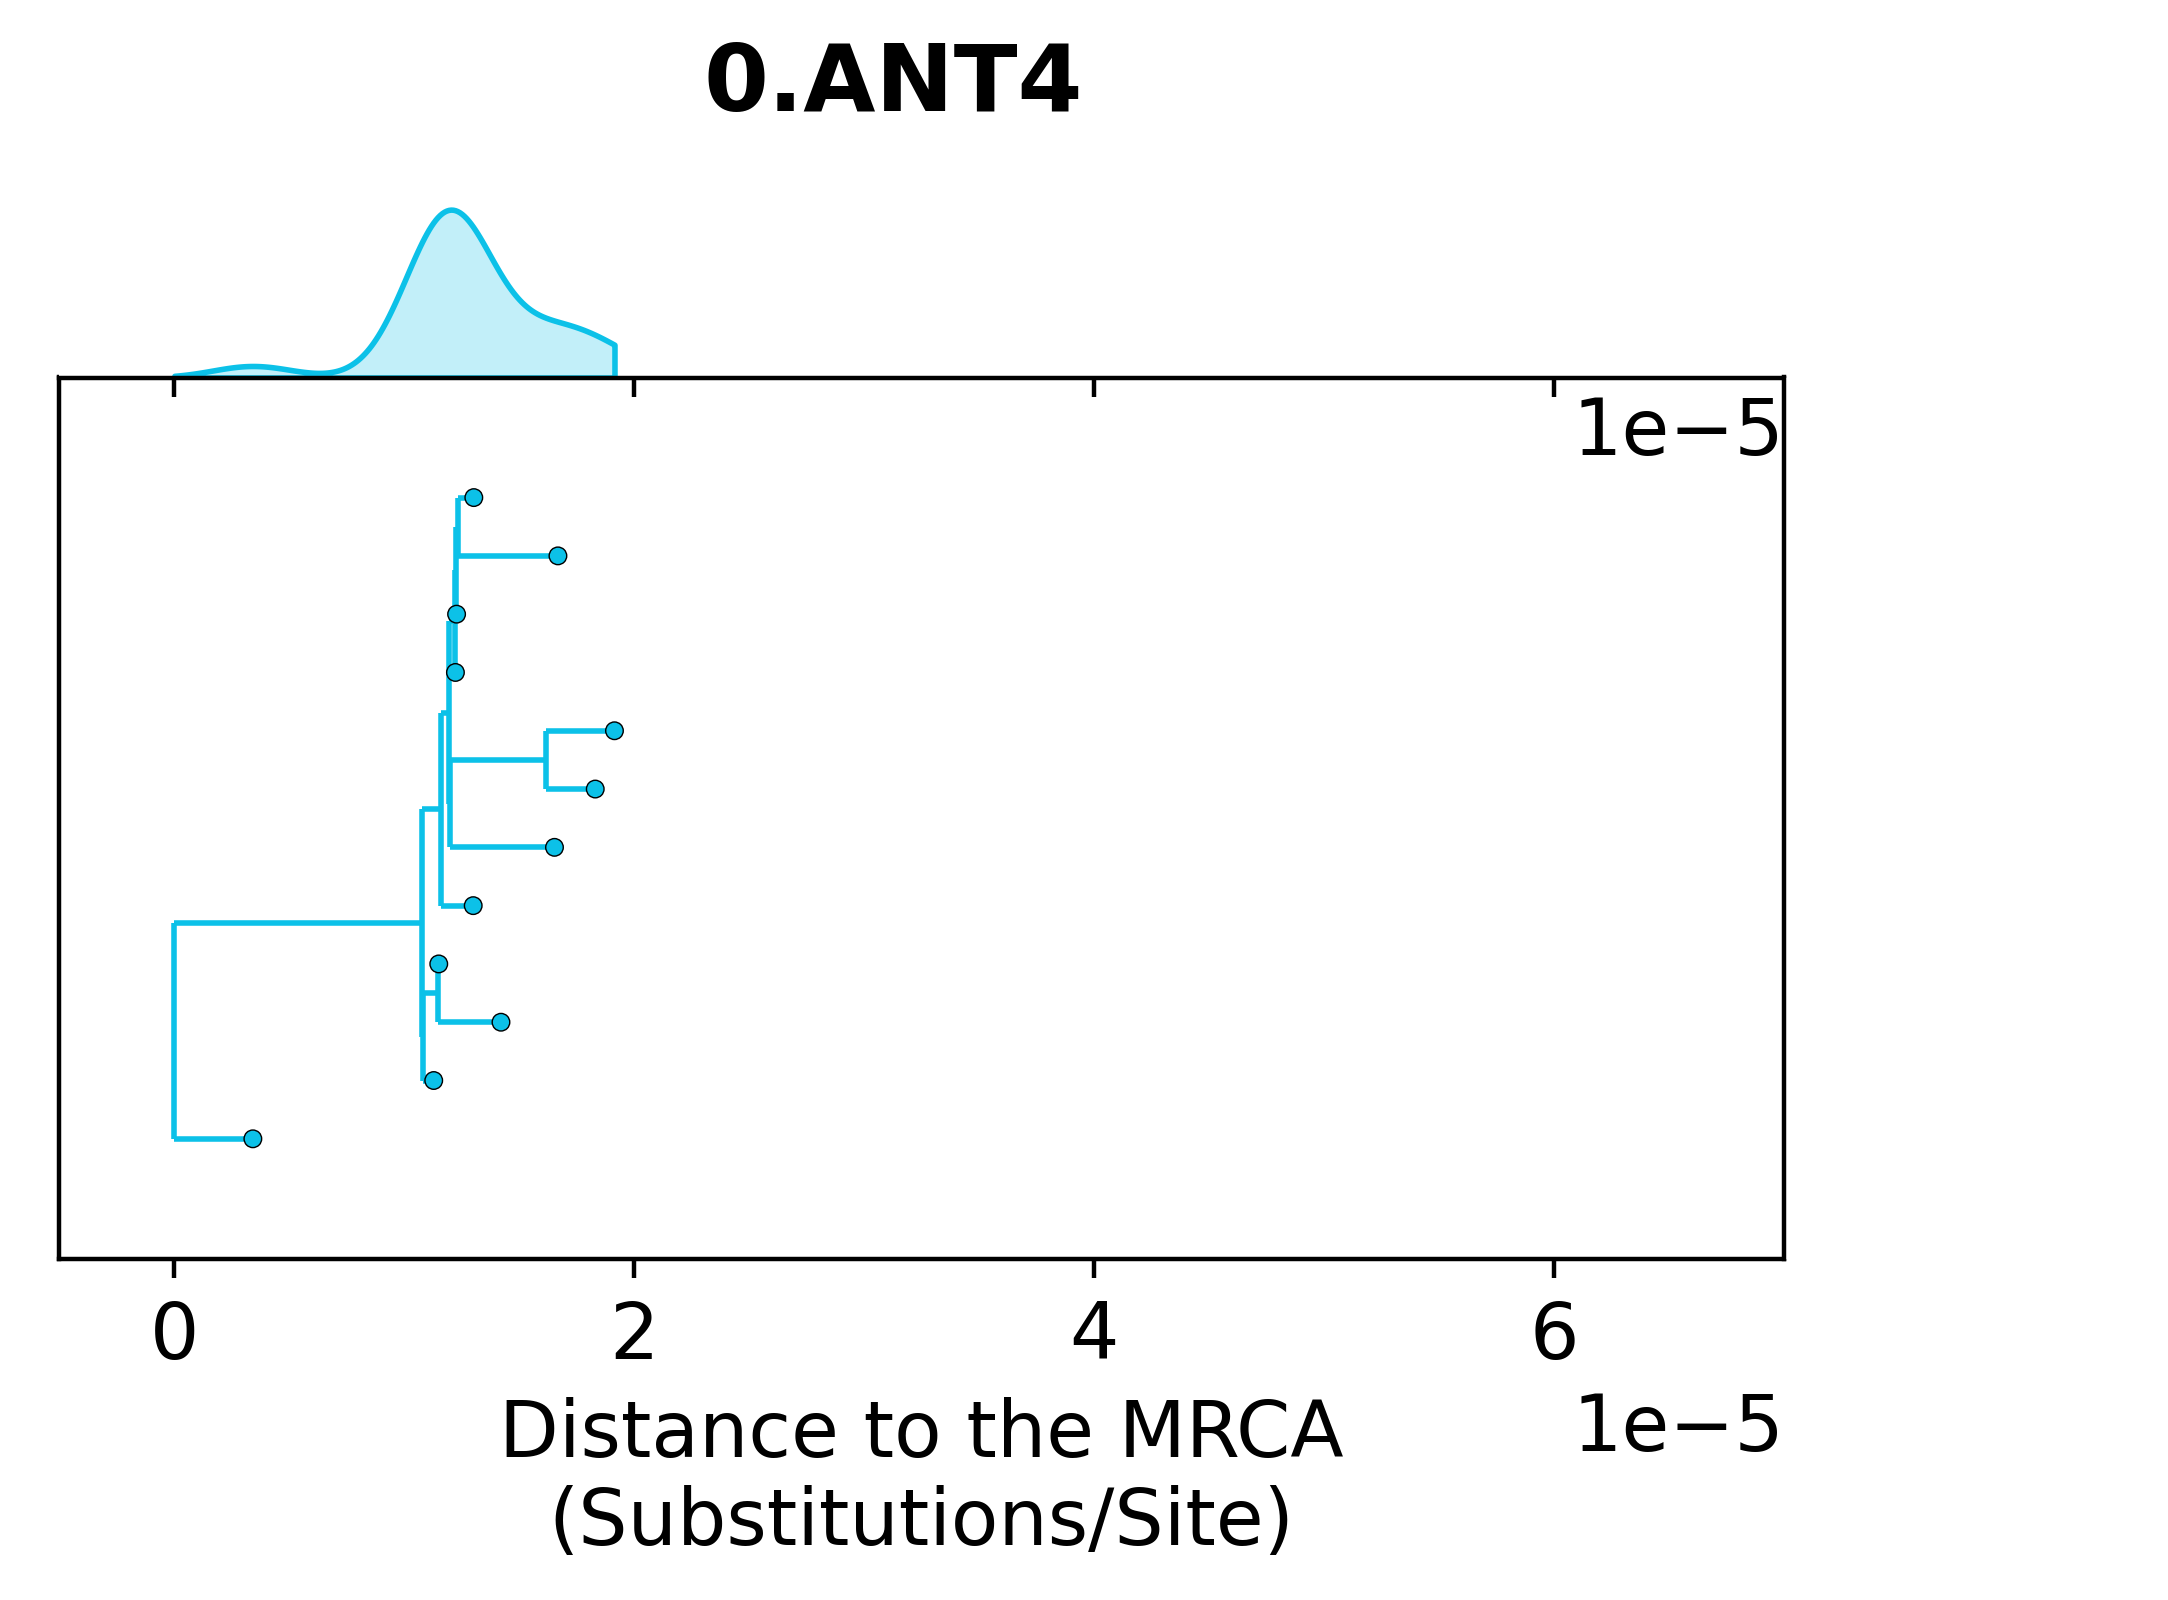 0.ANT4
1e−5
0 2 4 6
Distance to the MRCA
1e−5
(Substitutions/Site)